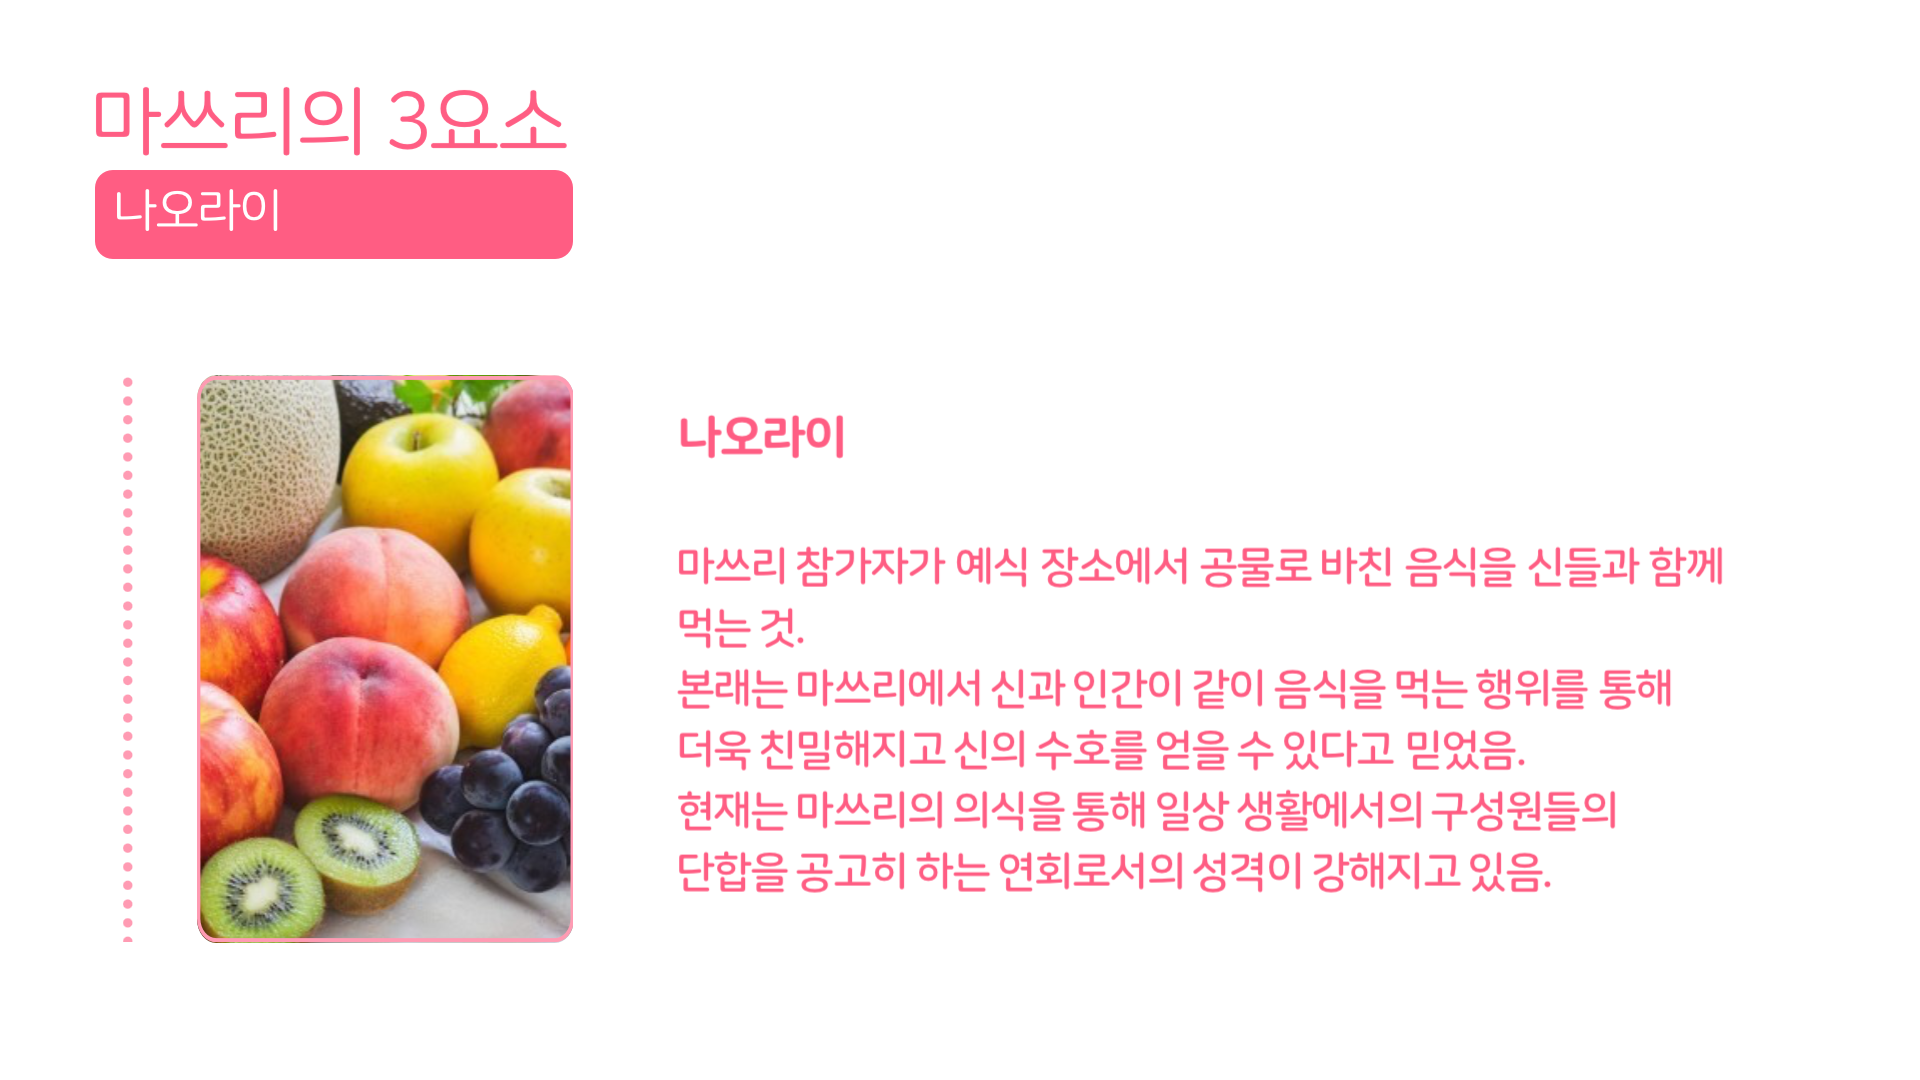 마쓰리의 3요소
나오라이
나오라이
마쓰리 참가자가 예식 장소에서 공물로 바친 음식을 신들과 함께
먹는 것.
본래는 마쓰리에서 신과 인간이 같이 음식을 먹는 행위를 통해
더욱 친밀해지고 신의 수호를 얻을 수 있다고 믿었음.
현재는 마쓰리의 의식을 통해 일상 생활에서의 구성원들의
단합을 공고히 하는 연회로서의 성격이 강해지고 있음.